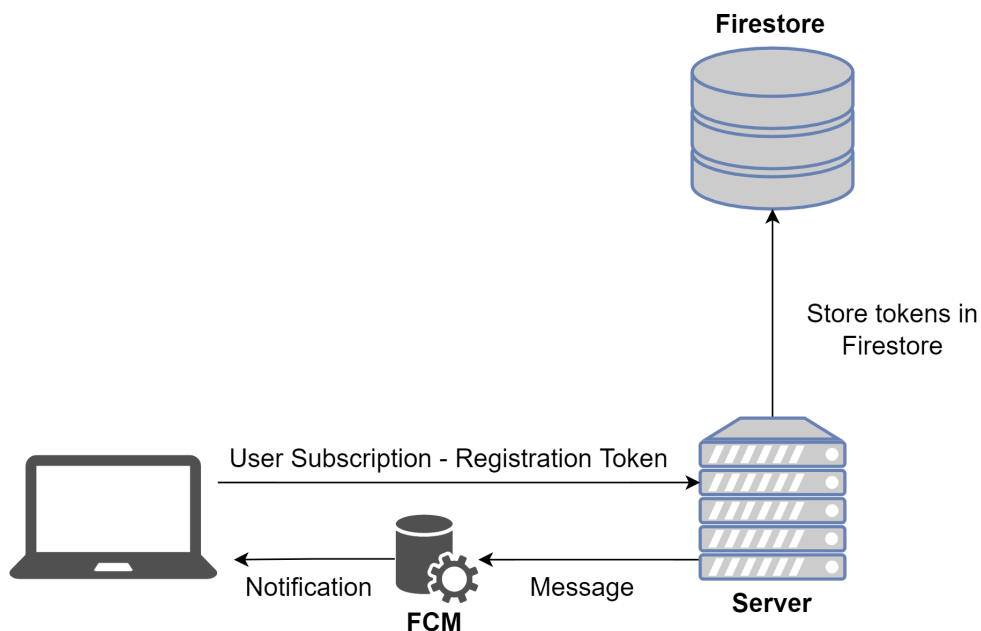 Firestore
Store tokens in
Firestore
User Subscription - Registration Token
Notification
Message
FCM
Server